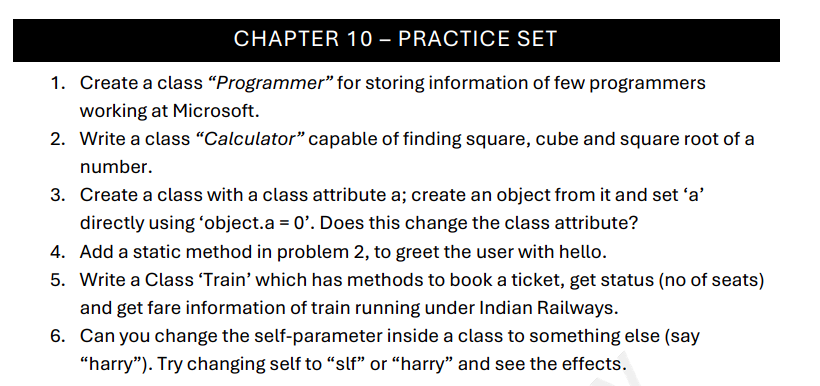 CHAPTER 10 – PRACTICE SET
1. Create a class “Programmer” for storing information of few programmers
working at Microsoft.
2. Write a class “Calculator” capable of finding square, cube and square root of a
number.
3. Create a class with a class attribute a; create an object from it and set ‘a’
directly using ‘object.a = 0’. Does this change the class attribute?
4. Add a static method in problem 2, to greet the user with hello.
5. Write a Class ‘Train’ which has methods to book a ticket, get status (no of seats)
and get fare information of train running under Indian Railways.
6. Can you change the self-parameter inside a class to something else (say
“harry”). Try changing self to “slf” or “harry” and see the effects.